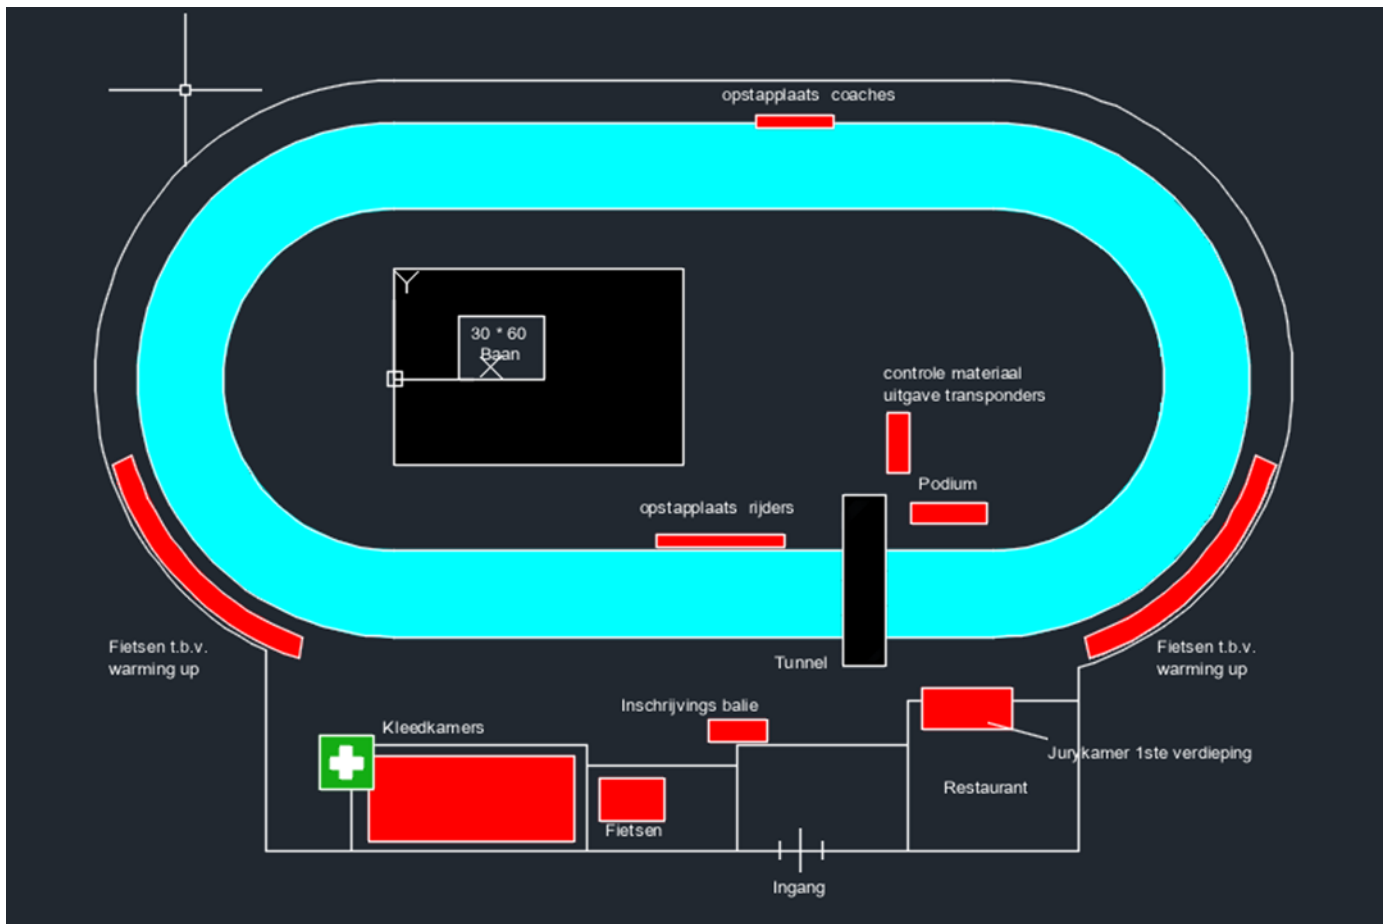 opstapplaats coaches
Y
30 * 60
Baan
X
controle materiaal
uitgave transponders
Podium
opstapplaats rijders
Fietsen t.b.v.
warming up
Fietsen t.b.v.
warming up
Tunnel
Inschrijvings balie
Kleedkamers
Jurykamer 1ste verdieping
Restaurant
Fietsen
Ingang